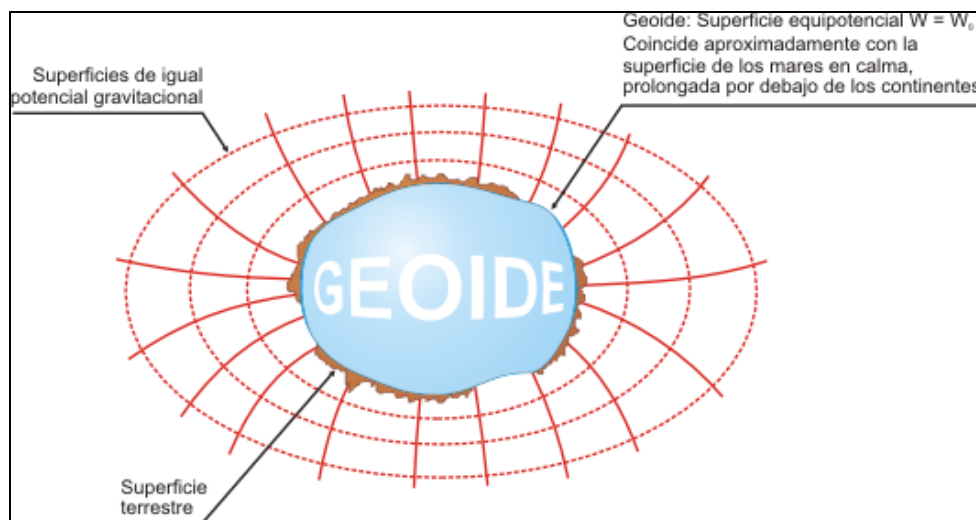 Geoide: Superficie equipotencial W = W₀
Coincide aproximadamente con la
superficie de los mares en calma,
prolongada por debajo de los continentes
Superficies de igual
potencial gravitacional
GEOIDE
Superficie
terrestre